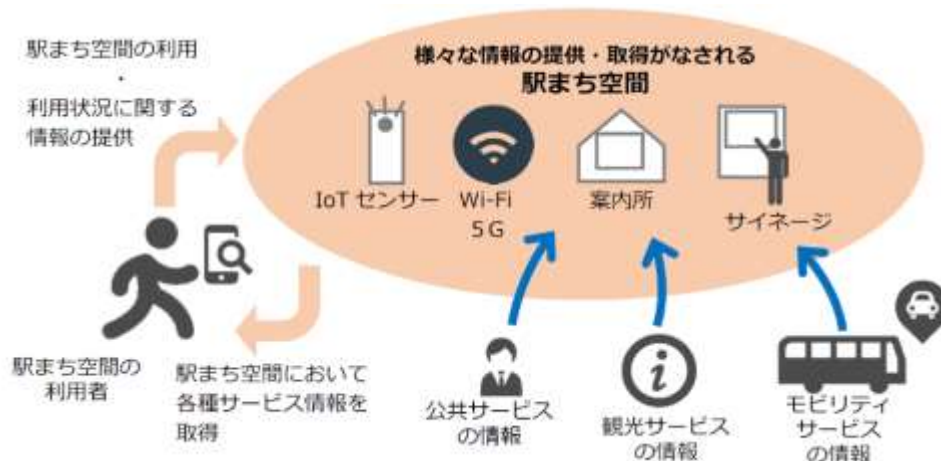 駅まち空間の利用
・
利用状況に関する
情報の提供
様々な情報の提供・取得がなされる
駅まち空間
IoT センサー
Wi-Fi
5G
案内所
サイネージ
駅まち空間の
利用者
駅まち空間において
各種サービス情報を
取得
公共サービス
の情報
観光サービス
の情報
モビリティ
サービス
の情報